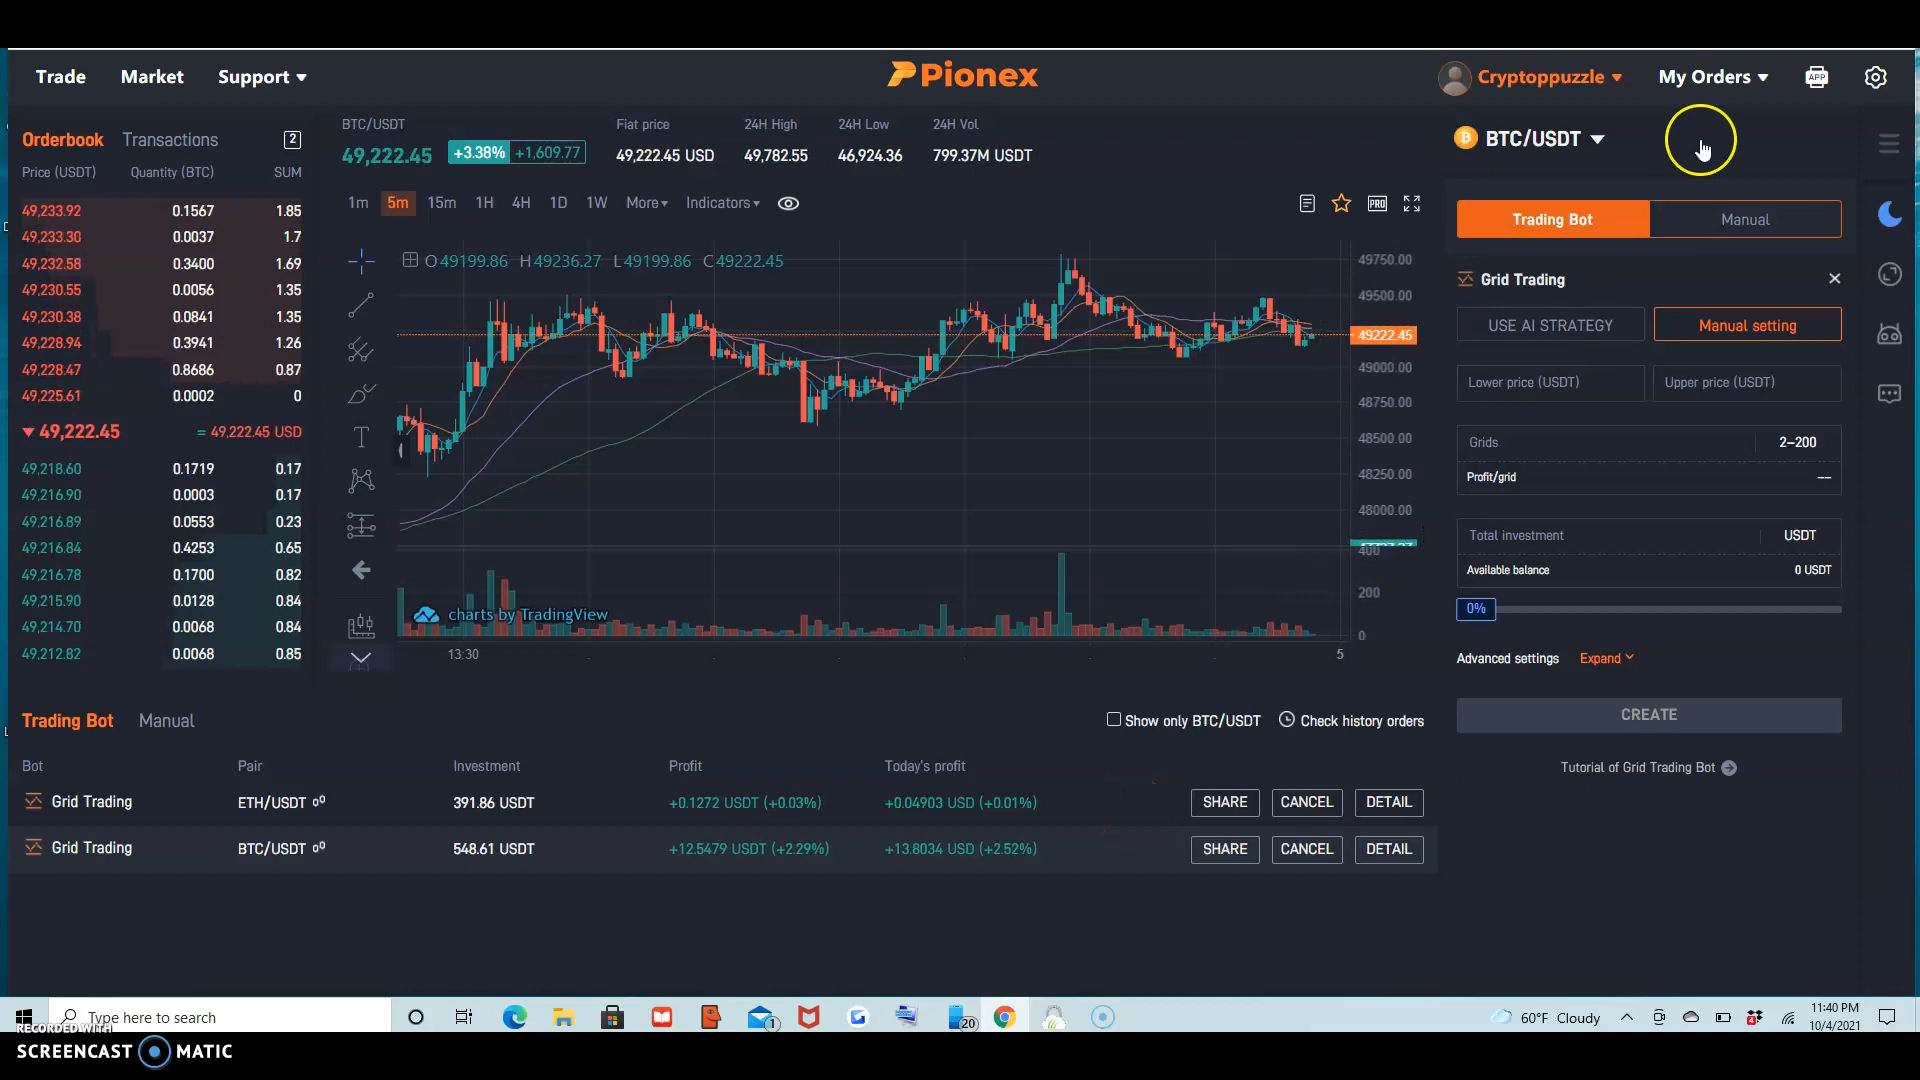 Trade Market Support
Pionex
Cryptoppuzzle My Orders APP
Orderbook Transactions 2
Price (USDT) Quantity (BTC) SUM
49,233.92 0.1567 1.85
49,233.30 0.0037 1.7
49,232.58 0.3400 1.69
49,230.55 0.0056 1.35
49,230.38 0.0841 1.35
49,228.94 0.3941 1.26
49,228.47 0.8686 0.87
49,225.61 0.0002 0
49,222.45 = 49,222.45 USD
49,218.60 0.1719 0.17
49,216.90 0.0003 0.17
49,216.89 0.0553 0.23
49,216.84 0.4253 0.65
49,216.78 0.1700 0.82
49,215.90 0.0128 0.84
49,214.70 0.0068 0.84
49,212.82 0.0068 0.85
BTC/USDT Fiat price 24H High 24H Low 24H Vol
49,222.45 +3.38% +1,609.77 49,222.45 USD 49,782.55 46,924.36 799.37M USDT
1m 5m 15m 1H 4H 1D 1W More Indicators PRO
O49199.86 H49236.27 L49199.86 C49222.45
49750.00
49500.00
49222.45
49000.00
48750.00
48500.00
48250.00
48000.00
400
200
0
charts by TradingView
13:30 5
BTC/USDT
Trading Bot Manual
Grid Trading
USE AI STRATEGY Manual setting
Lower price (USDT) Upper price (USDT)
Grids 2–200
Profit/grid --
Total investment USDT
Available balance 0 USDT
0%
Advanced settings Expand
CREATE
Tutorial of Grid Trading Bot
Trading Bot Manual Show only BTC/USDT Check history orders
Bot Pair Investment Profit Today's profit
Grid Trading ETH/USDT 391.86 USDT +0.1272 USDT (+0.03%) +0.04903 USD (+0.01%) SHARE CANCEL DETAIL
Grid Trading BTC/USDT 548.61 USDT +12.5479 USDT (+2.29%) +13.8034 USD (+2.52%) SHARE CANCEL DETAIL
Type here to search
1
20
60°F Cloudy
4
11:40 PM
10/4/2021
RECORDED WITH
SCREENCAST MATIC